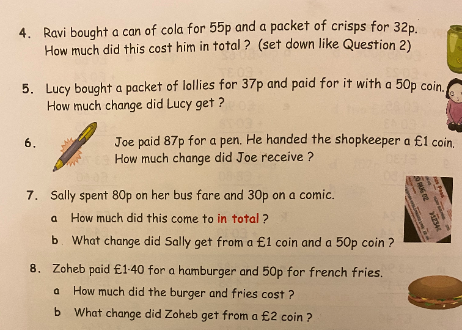 4. Ravi bought a can of cola for 55p and a packet of crisps for 32p.
How much did this cost him in total ? (set down like Question 2)
5. Lucy bought a packet of lollies for 37p and paid for it with a 50p coin.
How much change did Lucy get ?
6. Joe paid 87p for a pen. He handed the shopkeeper a £1 coin.
How much change did Joe receive ?
7. Sally spent 80p on her bus fare and 30p on a comic.
a How much did this come to in total ?
b What change did Sally get from a £1 coin and a 50p coin ?
8. Zoheb paid £1·40 for a hamburger and 50p for french fries.
a How much did the burger and fries cost ?
b What change did Zoheb get from a £2 coin ?